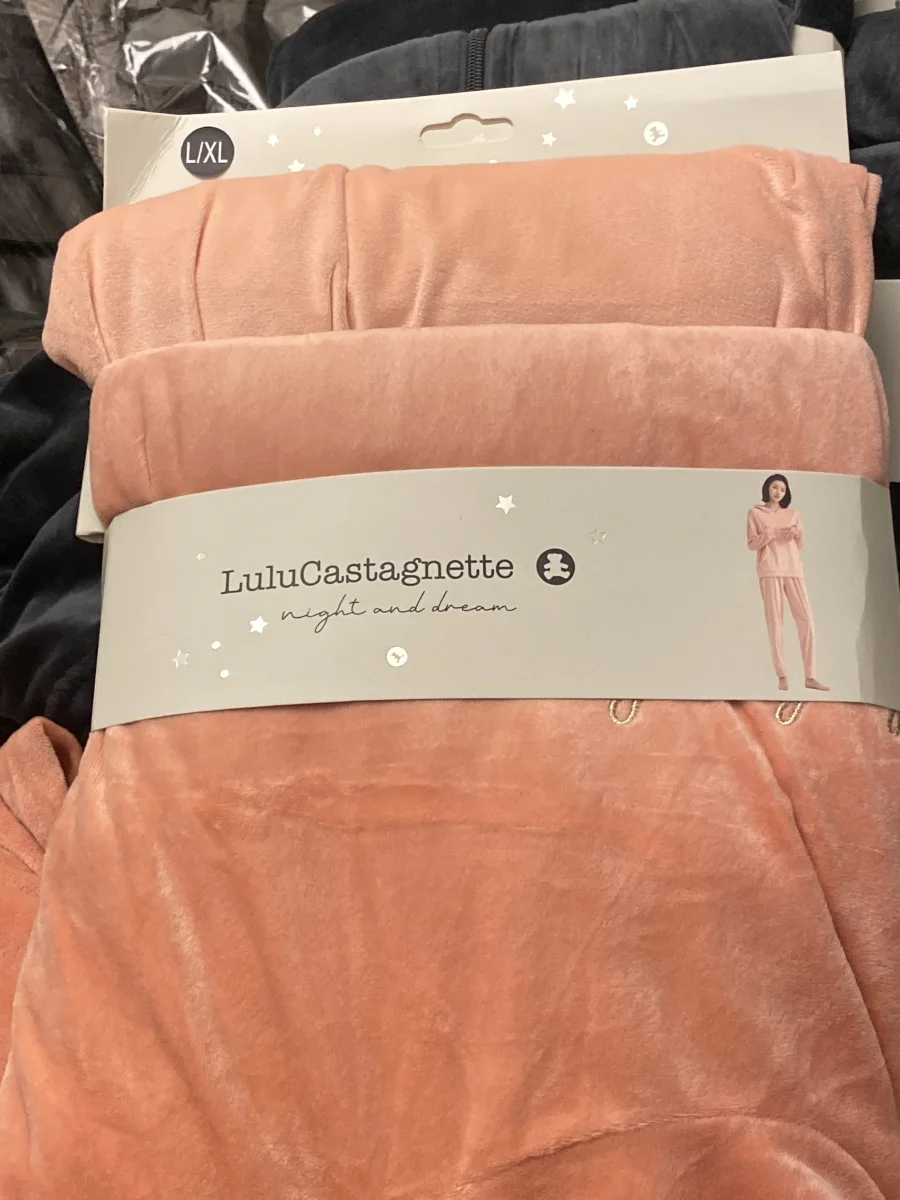 L/XL
LuluCastagnette
night and dream